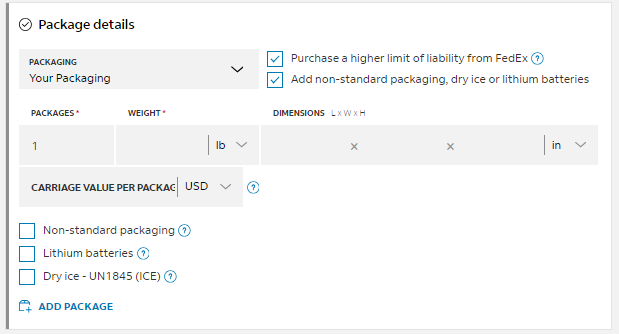 Package details
PACKAGING
Your Packaging
Purchase a higher limit of liability from FedEx ?
Add non-standard packaging, dry ice or lithium batteries
PACKAGES * WEIGHT * DIMENSIONS L x W x H
1 lb × × in
CARRIAGE VALUE PER PACKAG USD ?
Non-standard packaging ?
Lithium batteries ?
Dry ice - UN1845 (ICE) ?
ADD PACKAGE